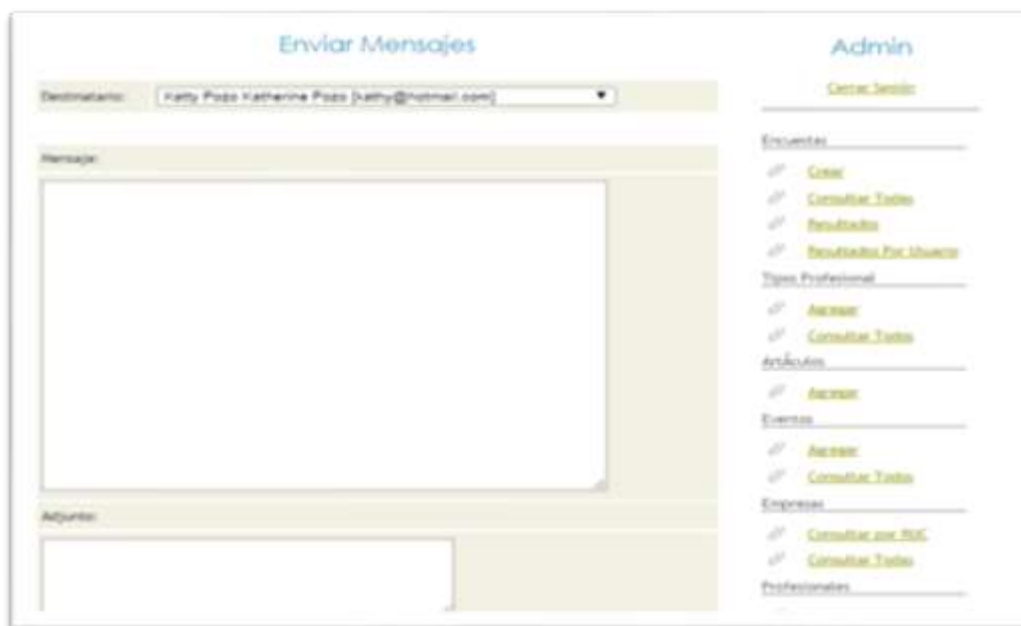 Enviar Mensajes
Destinatario: Katty Pozo Katherine Pozo [kathy@hotmail.com]
Mensaje:
Adjunto:
Admin
Cerrar Sesión
Encuestas
Crear
Consultar Todas
Resultados
Resultados Por Usuario
Tipos Profesional
Agregar
Consultar Todos
ArtÃculos
Agregar
Eventos
Agregar
Consultar Todos
Empresas
Consultar por RUC
Consultar Todas
Profesionales